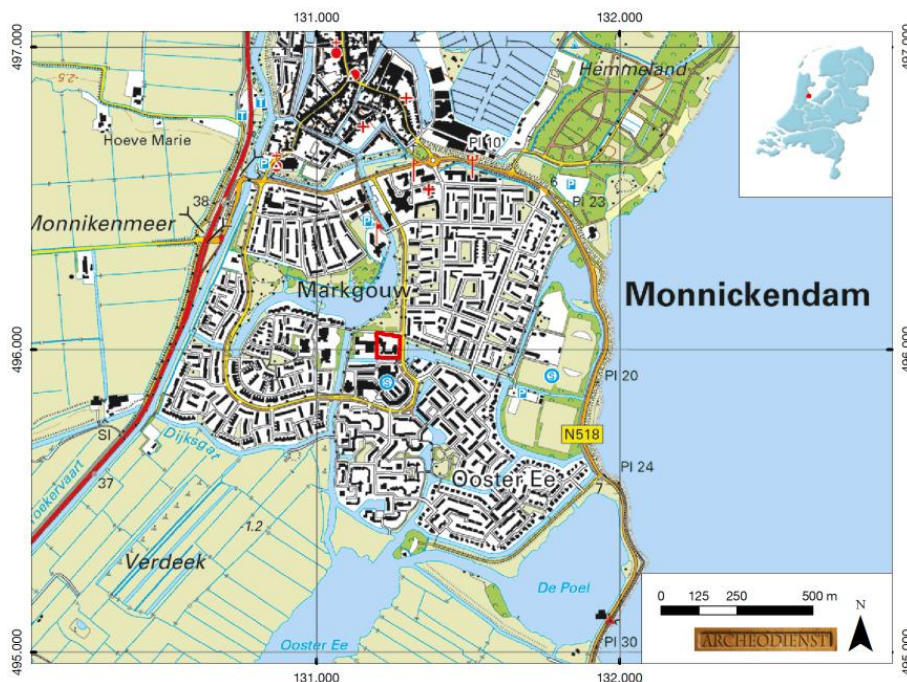 131.000
132.000
497.000
497.000
Hemmeland
-2.5
T
T
Hoeve Marie
PI 10
P
6
P
PI 23
38
Monnikenmeer
P
Markgouw
Monnickendam
496.000
496.000
S
S
PI 20
P
SI
Dijksgat
N518
37
PI 24
Ooster Ee
7
-1.2
Verdeek
De Poel
0 125 250 500 m
N
ARCHEODIENST
PI 30
Ooster Ee
495.000
495.000
131.000
132.000